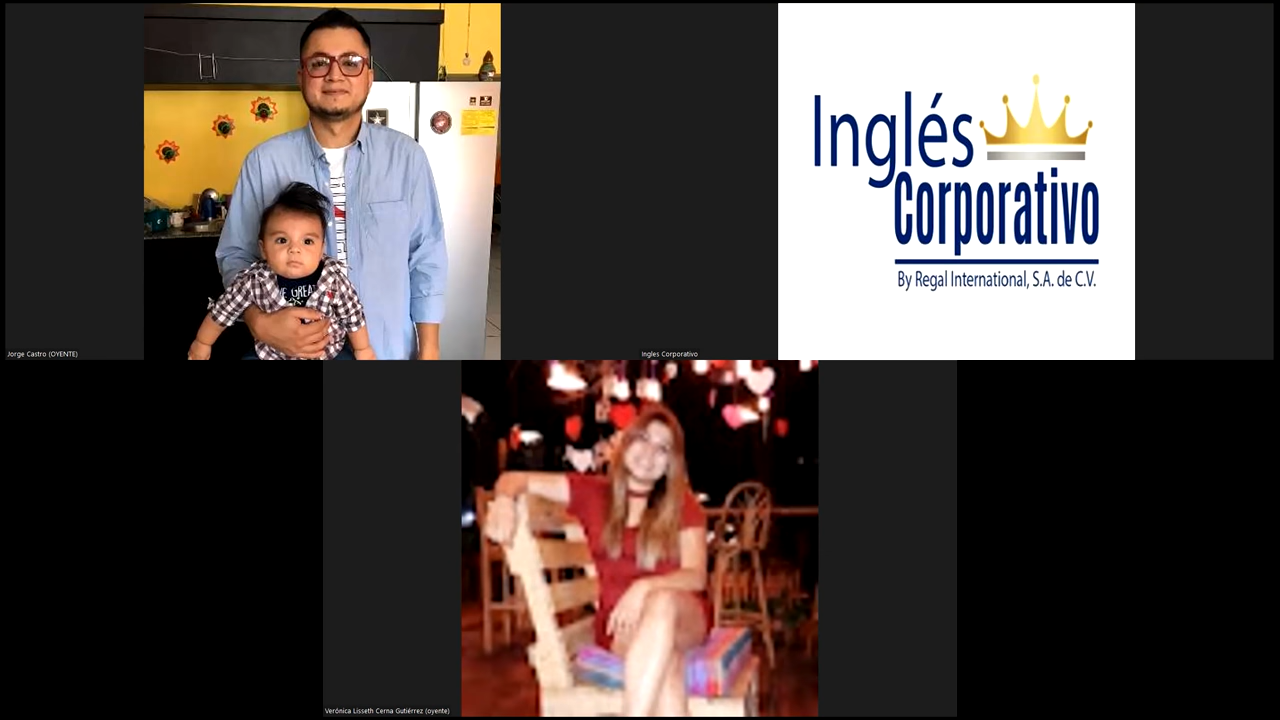 Inglés
Corporativo
By Regal International, S.A. de C.V.
Jorge Castro (OYENTE)
Ingles Corporativo
Verónica Lisseth Cerna Gutiérrez (oyente)